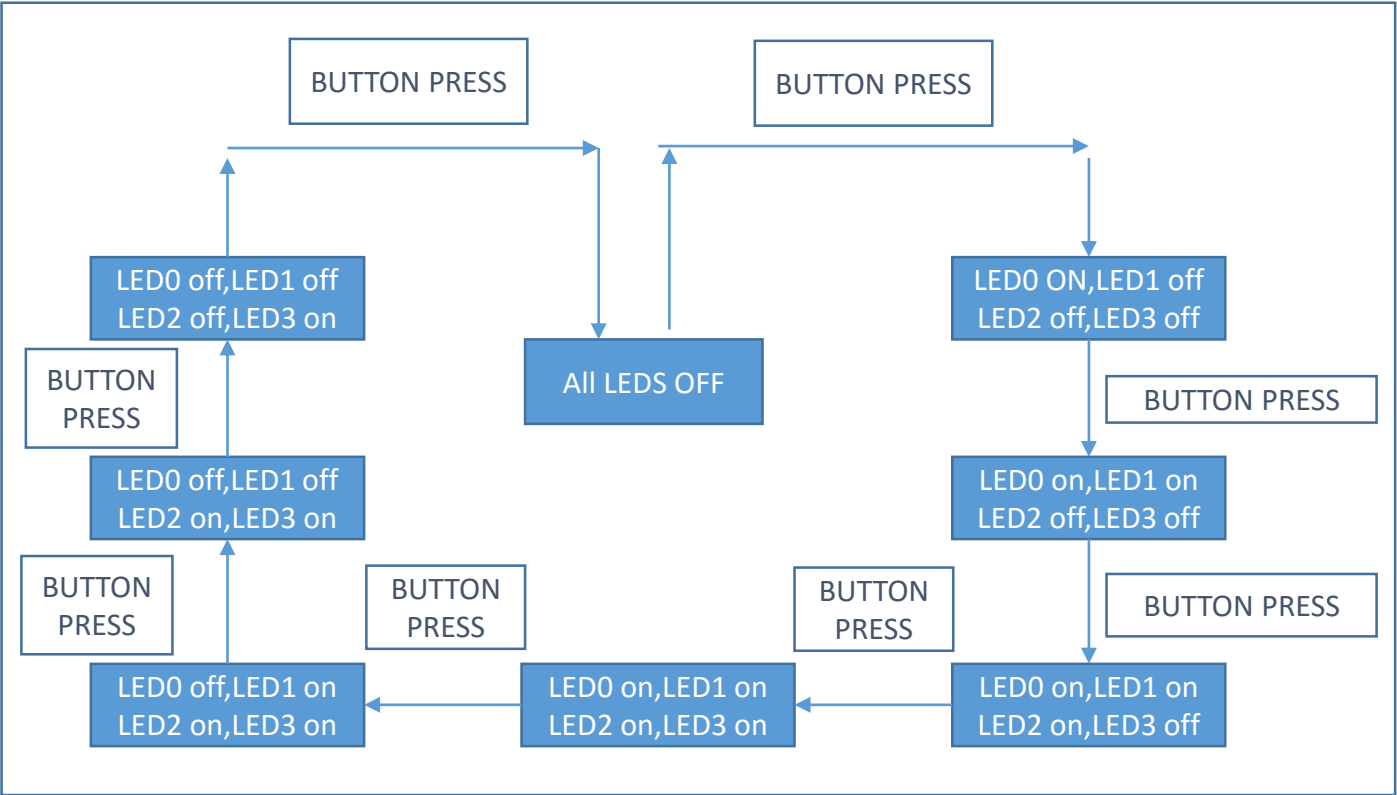 BUTTON PRESS
BUTTON PRESS
LED0 off,LED1 off
LED2 off,LED3 on
LED0 ON,LED1 off
LED2 off,LED3 off
All LEDS OFF
BUTTON
PRESS
BUTTON PRESS
LED0 off,LED1 off
LED2 on,LED3 on
LED0 on,LED1 on
LED2 off,LED3 off
BUTTON
PRESS
BUTTON
PRESS
BUTTON
PRESS
BUTTON PRESS
LED0 off,LED1 on
LED2 on,LED3 on
LED0 on,LED1 on
LED2 on,LED3 on
LED0 on,LED1 on
LED2 on,LED3 off